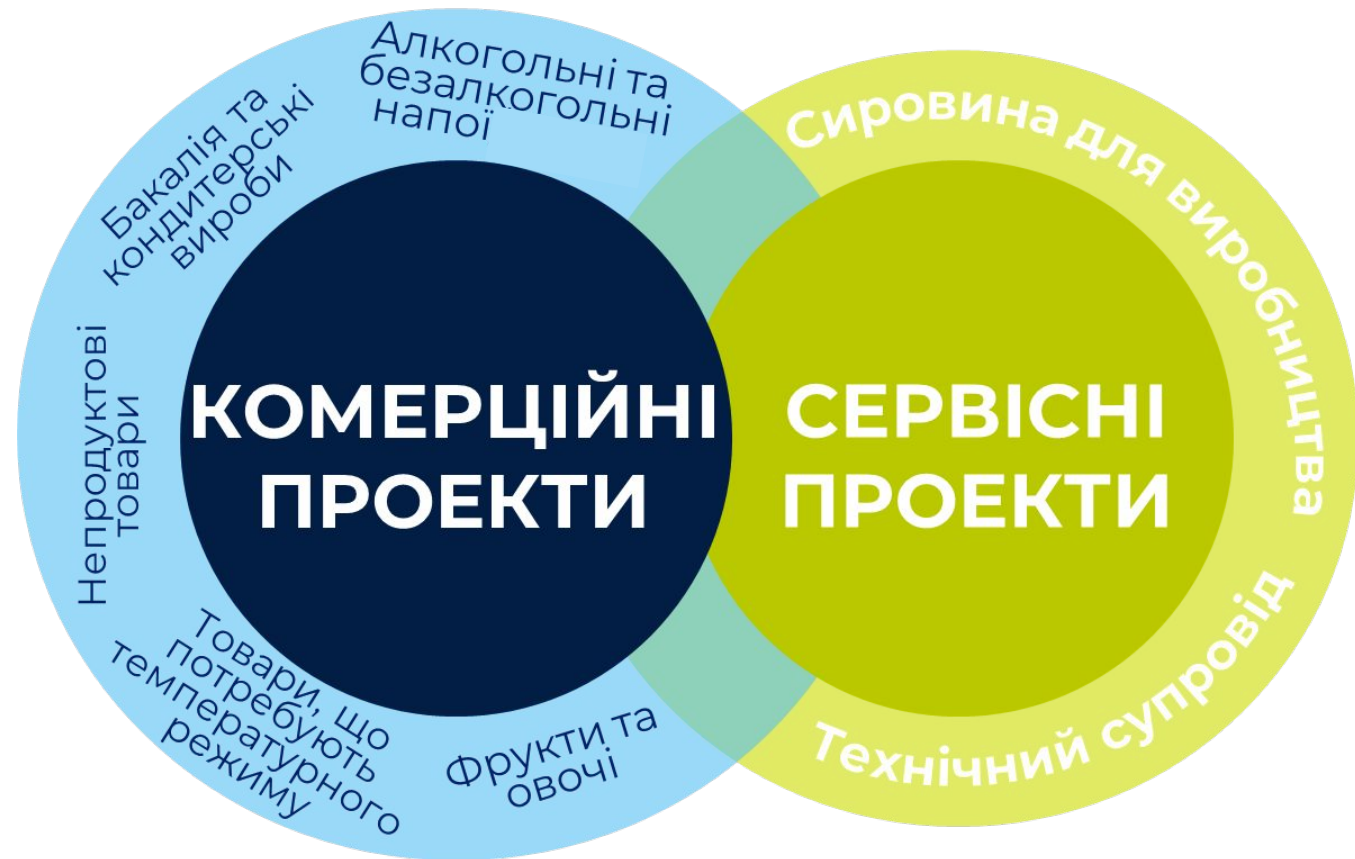 Алкогольні та
безалкогольні
напої
Бакалія та
кондитерські
вироби
Непродуктові
товари
Товари, що
потребують
температурного
режиму
Фрукти та
овочі
КОМЕРЦІЙНІ
ПРОЕКТИ
СЕРВІСНІ
ПРОЕКТИ
Сировина для виробництва
Технічний супровід